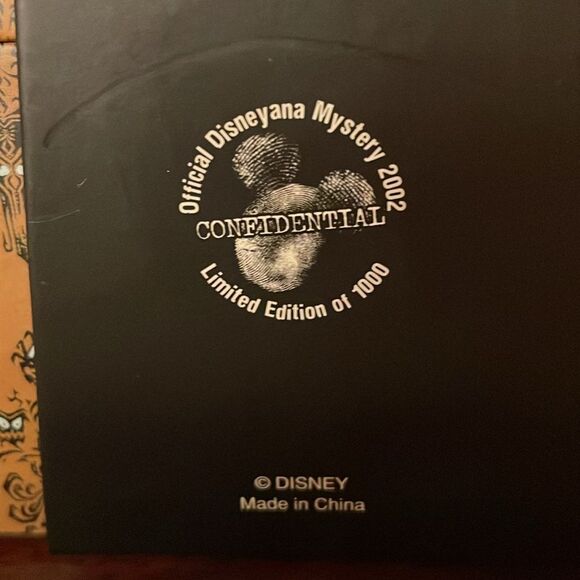 Official Disneyana Mystery 2002
CONFIDENTIAL
Limited Edition of 1000
© DISNEY
Made in China